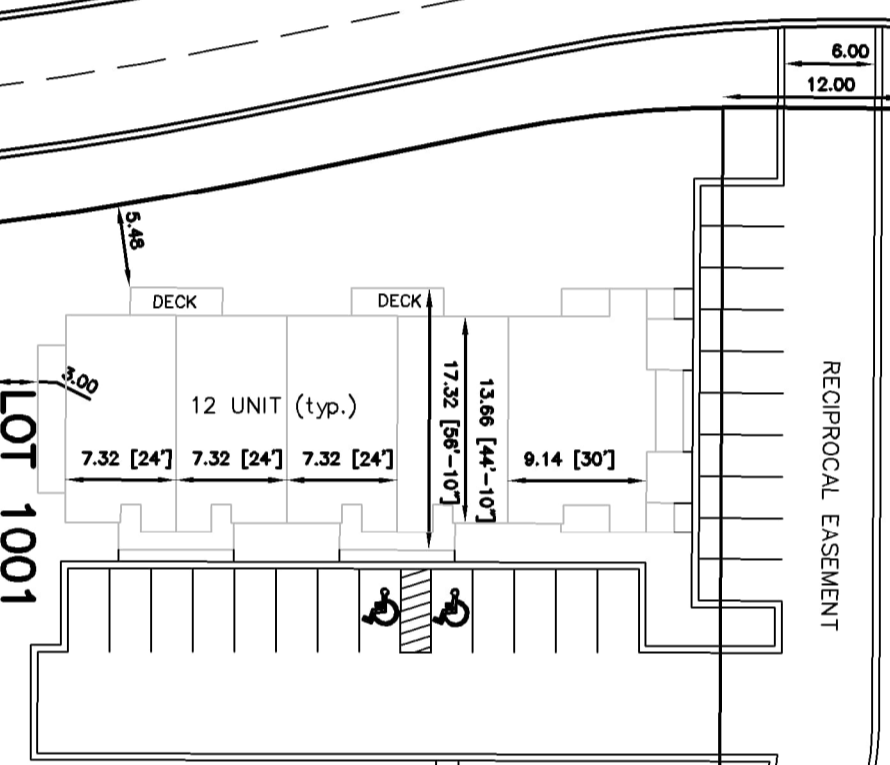 6.00
12.00
5.48
DECK
DECK
3.00
12 UNIT (typ.)
17.32 [56'-10"]
13.66 [44'-10"]
7.32 [24']
7.32 [24']
7.32 [24']
9.14 [30']
LOT 1001
RECIPROCAL EASEMENT